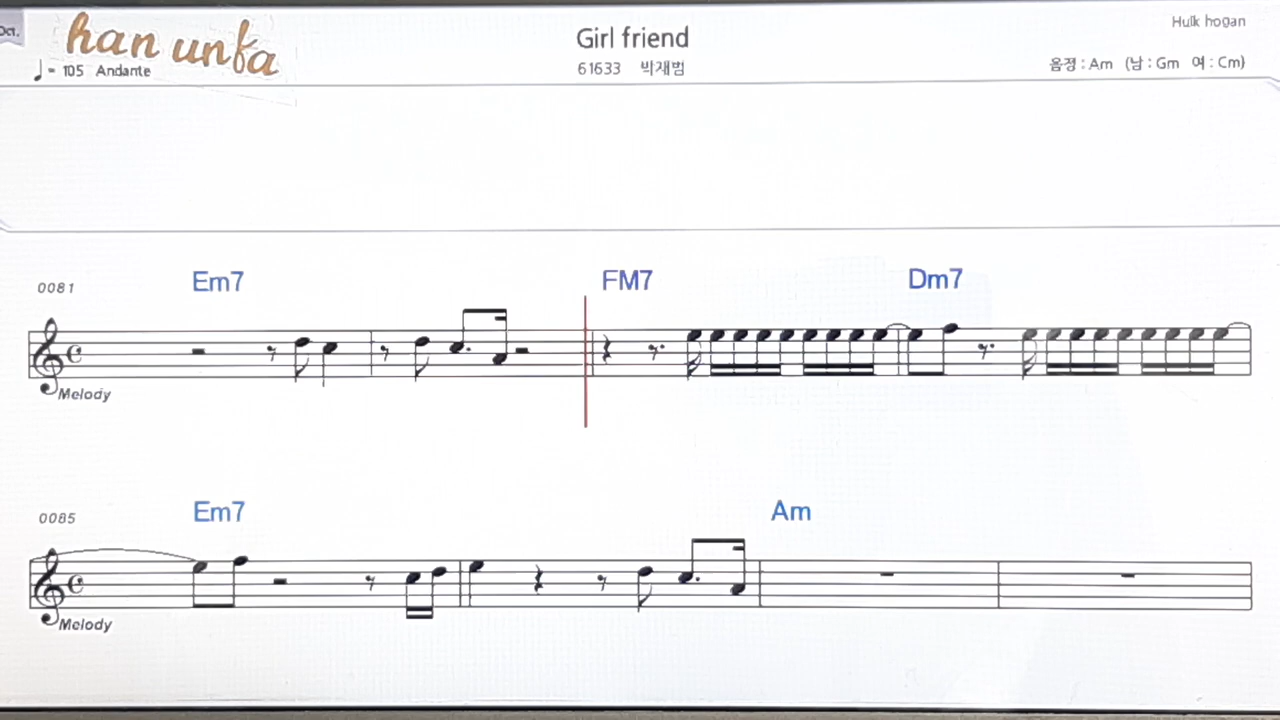 Hulk hogan
han unfa
Girl friend
♩= 105 Andante
61633 박재범
음정 : Am (남 : Gm 여 : Cm)
0081 Em7 FM7 Dm7
Melody
0085 Em7 Am
Melody